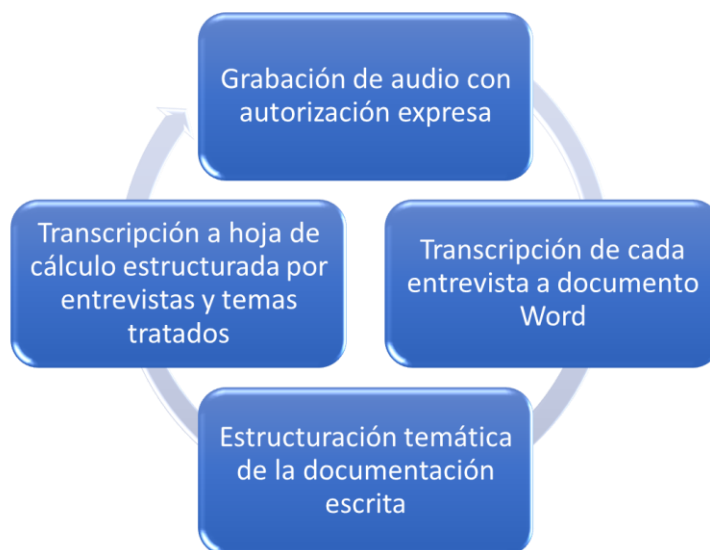 Grabación de audio con
autorización expresa
Transcripción de cada
entrevista a documento
Word
Estructuración temática
de la documentación
escrita
Transcripción a hoja de
cálculo estructurada por
entrevistas y temas
tratados